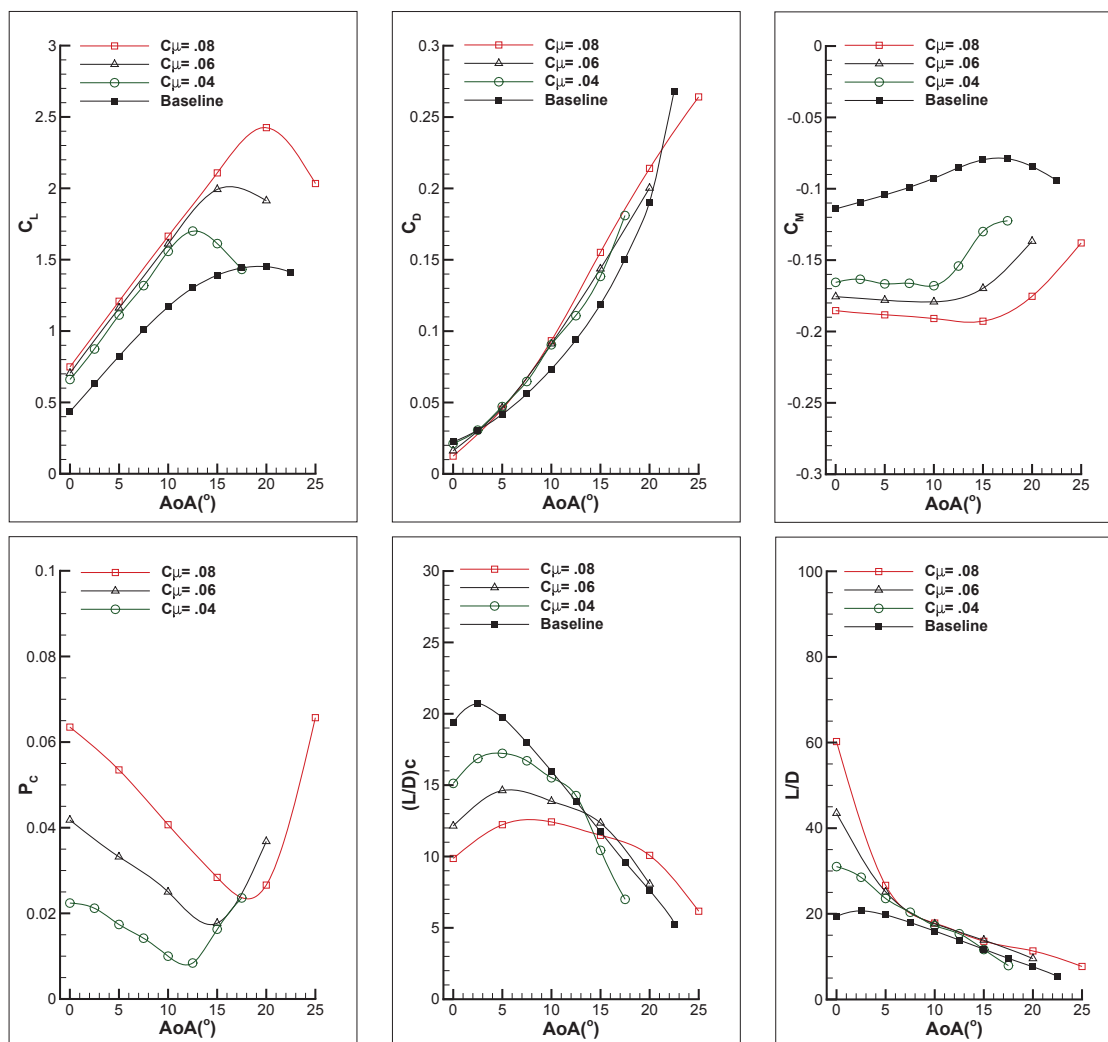 Cμ= .08
Cμ= .06
Cμ= .04
Baseline
3
2.5
2
1.5
1
0.5
0
C_L
0 5 10 15 20 25
AoA(°)
Cμ= .08
Cμ= .06
Cμ= .04
Baseline
0.3
0.25
0.2
0.15
0.1
0.05
0
C_D
0 5 10 15 20 25
AoA(°)
Cμ= .08
Cμ= .06
Cμ= .04
Baseline
0
-0.05
-0.1
-0.15
-0.2
-0.25
-0.3
C_M
0 5 10 15 20 25
AoA(°)
Cμ= .08
Cμ= .06
Cμ= .04
0.1
0.08
0.06
0.04
0.02
0
P_C
0 5 10 15 20 25
AoA(°)
Cμ= .08
Cμ= .06
Cμ= .04
Baseline
30
25
20
15
10
5
0
(L/D)c
0 5 10 15 20 25
AoA(°)
Cμ= .08
Cμ= .06
Cμ= .04
Baseline
100
80
60
40
20
0
L/D
0 5 10 15 20 25
AoA(°)